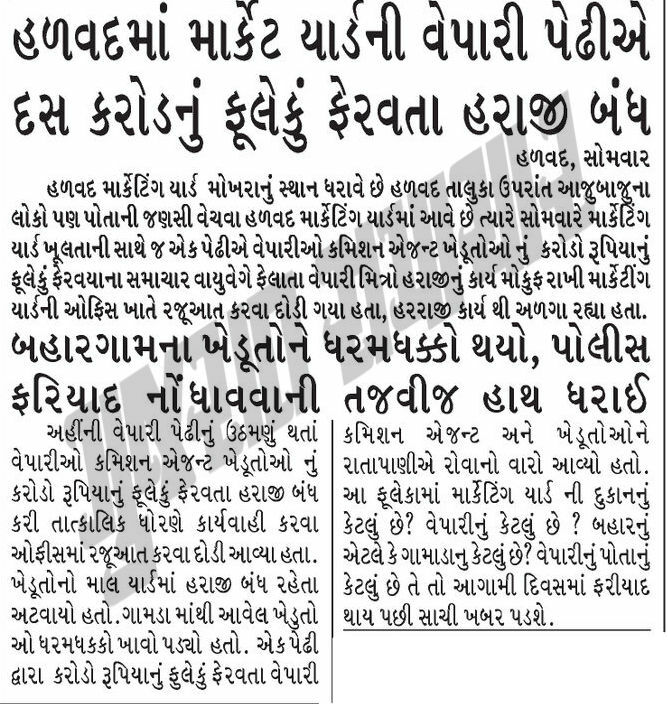 હળવદમાં માર્કેટ યાર્ડની વેપારી પેઢીએ
દસ કરોડનું ફૂલેકું ફેરવતા હરાજી બંધ
હળવદ, સોમવાર
હળવદ માર્કેટિંગ યાર્ડ મોખરાનું સ્થાન ધરાવે છે હળવદ તાલુકા ઉપરાંત આજુબાજુના
લોકો પણ પોતાની જણસી વેચવા હળવદ માર્કેટિંગ યાર્ડમાં આવે છે ત્યારે સોમવારે માર્કેટિંગ
યાર્ડ ખૂલતાની સાથે જ એક પેઢીએ વેપારીઓ કમિશન એજન્ટ ખેડૂતોઓ નું કરોડો રૂપિયાનું
ફૂલેકું ફેરવયાના સમાચાર વાયુવેગે ફેલાતા વેપારી મિત્રો હરાજીનું કાર્ય મોકુફ રાખી માર્કેટીંગ
યાર્ડની ઓફિસ ખાતે રજૂઆત કરવા દોડી ગયા હતા, હરરાજી કાર્ય થી અળગા રહ્યા હતા.
બહારગામના ખેડૂતોને ધરમધક્કો થયો, પોલીસ
ફરિયાદ નોંધાવવાની તજવીજ હાથ ધરાઈ
અહીંની વેપારી પેઢીનું ઉઠમણું થતાં
વેપારીઓ કમિશન એજન્ટ ખેડૂતોઓ નું
કરોડો રૂપિયાનું ફૂલેકું ફેરવતા હરાજી બંધ
કરી તાત્કાલિક ધોરણે કાર્યવાહી કરવા
ઓફીસમાં રજૂઆત કરવા દોડી આવ્યા હતા.
ખેડૂતોનો માલ યાર્ડમાં હરાજી બંધ રહેતા
અટવાયો હતો. ગામડા માંથી આવેલ ખેડુતો
ઓ ધરમધકકો ખાવો પડ્યો હતો. એક પેઢી
દ્વારા કરોડો રૂપિયાનું ફુલેકું ફેરવતા વેપારી
કમિશન એજન્ટ અને ખેડૂતોઓને
રાતાપાણીએ રોવાનો વારો આવ્યો હતો.
આ ફૂલેકામાં માર્કેટિંગ યાર્ડ ની દુકાનનું
કેટલું છે? વેપારીનું કેટલું છે ? બહારનું
એટલે કે ગામાડાનુ કેટલું છે? વેપારીનું પોતાનું
કેટલું છે તે તો આગામી દિવસમાં ફરીયાદ
થાય પછી સાચી ખબર પડશે.